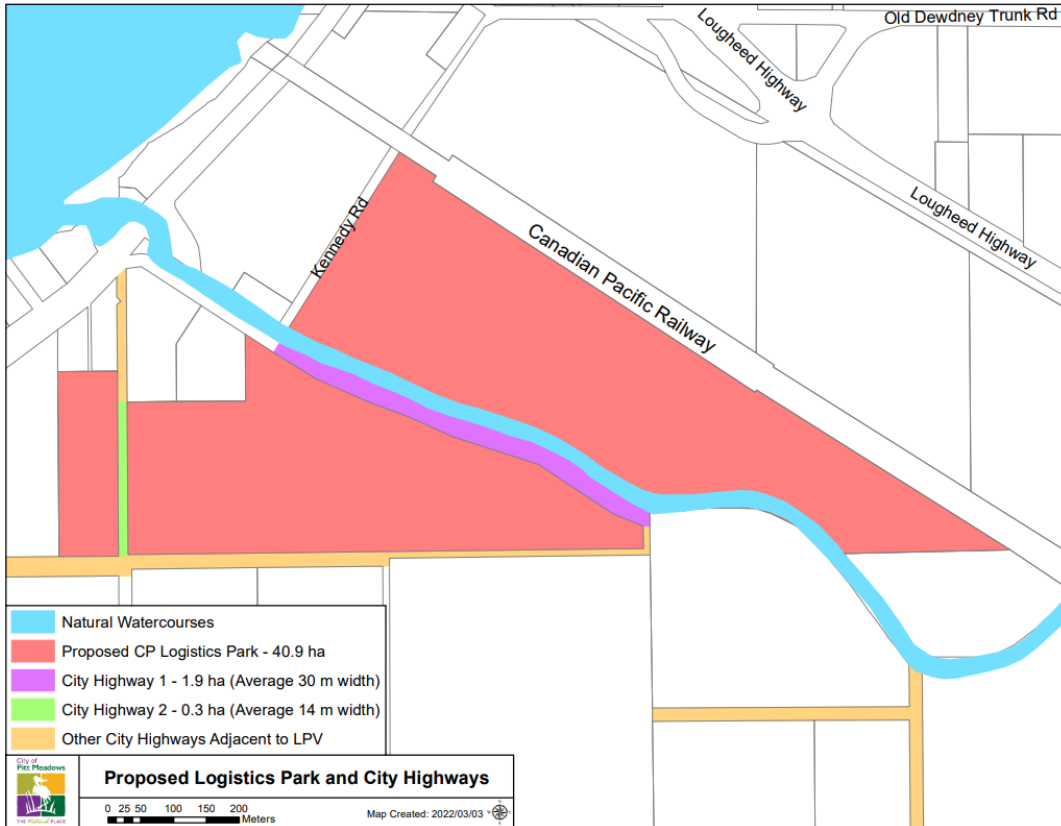 Old Dewdney Trunk Rd
Lougheed Highway
Lougheed Highway
Kennedy Rd
Canadian Pacific Railway
Natural Watercourses
Proposed CP Logistics Park - 40.9 ha
City Highway 1 - 1.9 ha (Average 30 m width)
City Highway 2 - 0.3 ha (Average 14 m width)
Other City Highways Adjacent to LPV
City of
Pitt Meadows
THE Natural PLACE
Proposed Logistics Park and City Highways
0 25 50 100 150 200
Meters
Map Created: 2022/03/03